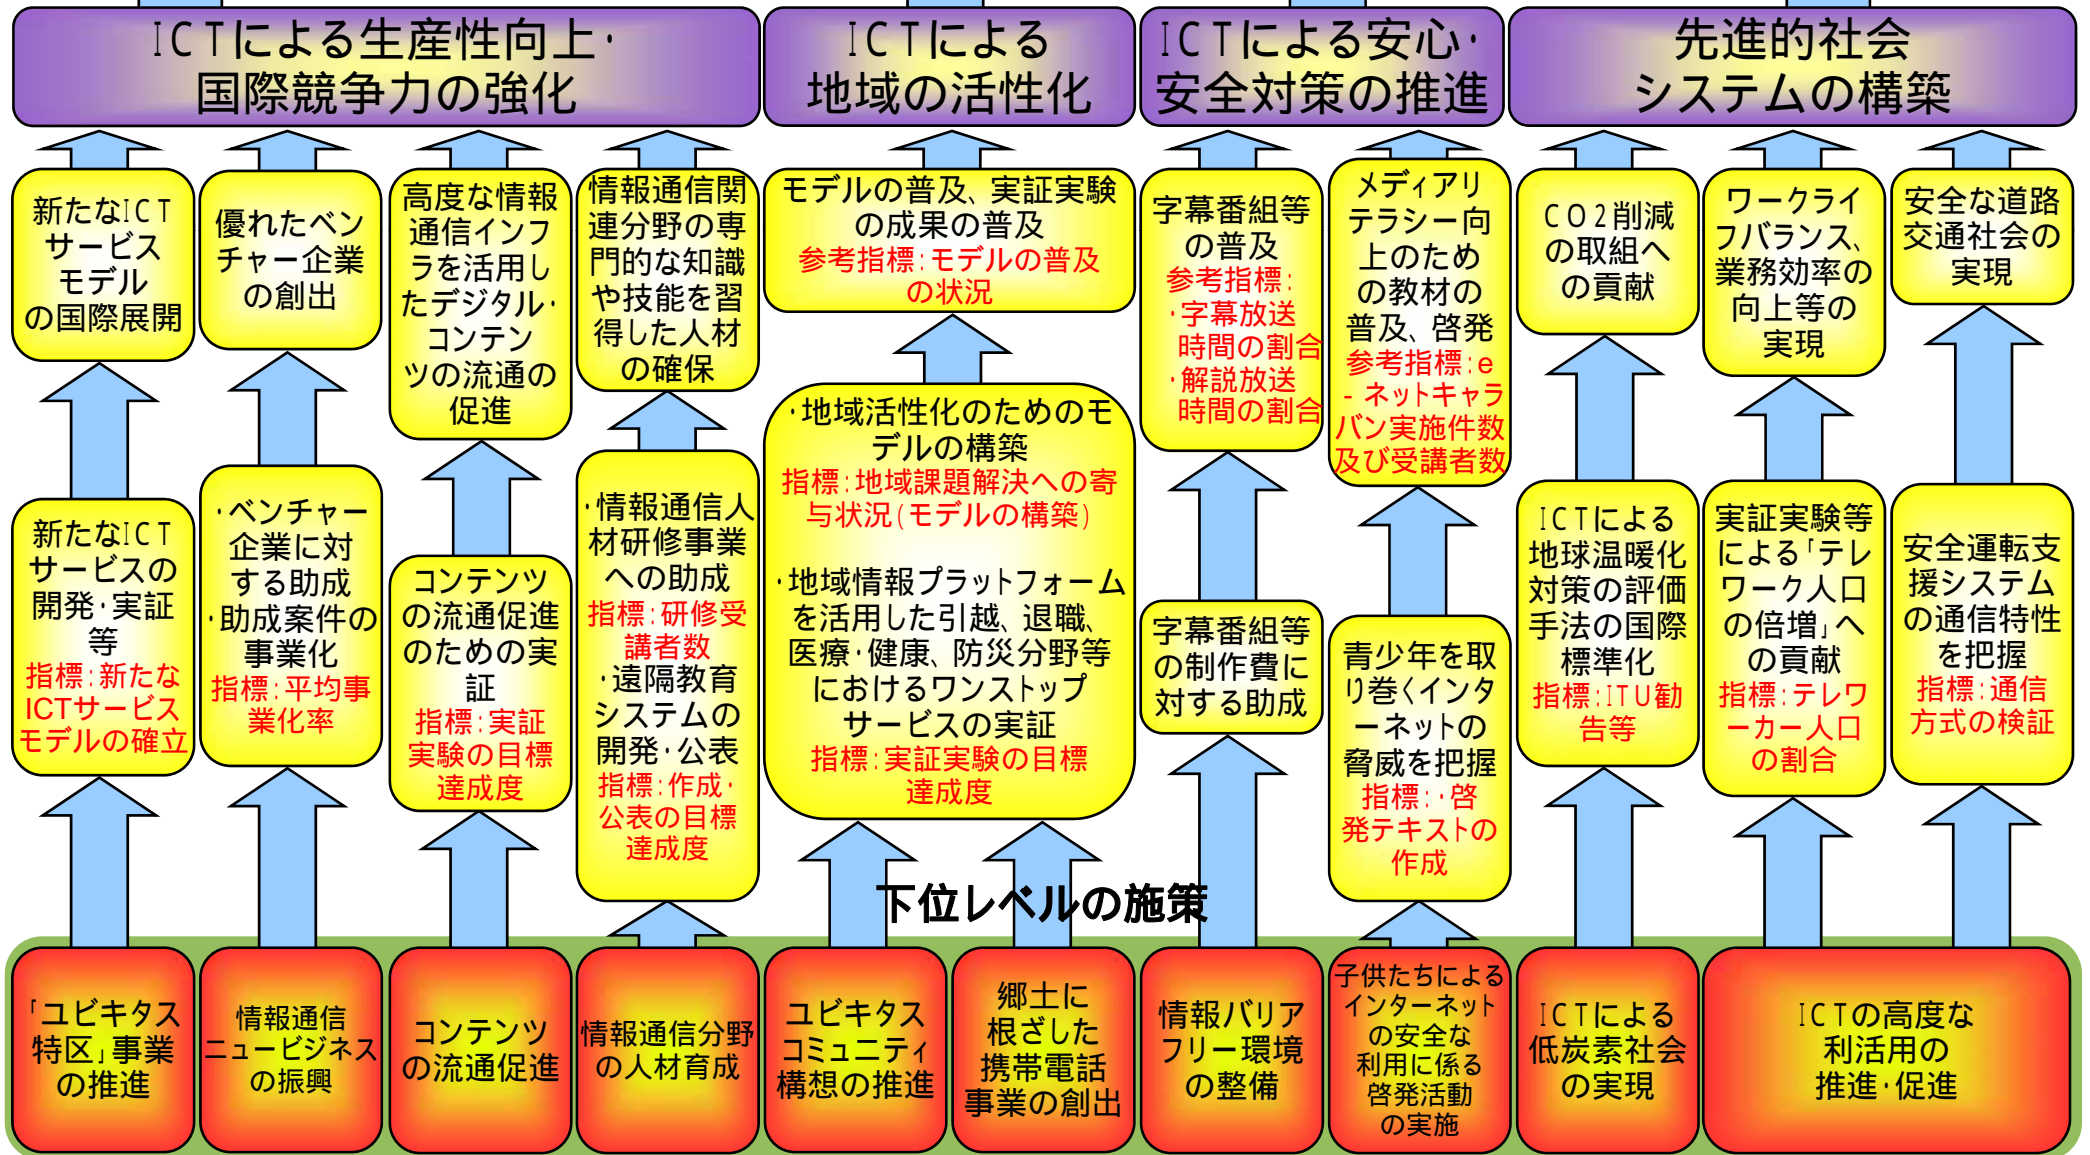 ICTによる生産性向上・
国際競争力の強化
ICTによる
地域の活性化
ICTによる安心・
安全対策の推進
先進的社会
システムの構築
新たなICT
サービス
モデル
の国際展開
優れたベン
チャー企業
の創出
高度な情報
通信インフ
ラを活用し
たデジタル・
コンテン
ツの流通の
促進
情報通信関
連分野の専
門的な知識
や技能を習
得した人材
の確保
モデルの普及、実証実験
の成果の普及
参考指標:モデルの普及
の状況
字幕番組等
の普及
参考指標:
・字幕放送
時間の割合
・解説放送
時間の割合
メディアリ
テラシー向
上のため
の教材の
普及、啓発
参考指標:e
-ネットキャラ
バン実施件数
及び受講者数
CO2削減
の取組へ
の貢献
ワークライ
フバランス、
業務効率の
向上等の
実現
安全な道路
交通社会の
実現
新たなICT
サービスの
開発・実証
等
指標:新たな
ICTサービス
モデルの確立
・ベンチャー
企業に対
する助成
・助成案件の
事業化
指標:平均事
業化率
コンテンツ
の流通促進
のための実
証
指標:実証
実験の目標
達成度
・情報通信人
材研修事業
への助成
指標:研修受
講者数
・遠隔教育
システムの
開発・公表
指標:作成・
公表の目標
達成度
・地域活性化のためのモ
デルの構築
指標:地域課題解決への寄
与状況(モデルの構築)
・地域情報プラットフォーム
を活用した引越、退職、
医療・健康、防災分野等
におけるワンストップ
サービスの実証
指標:実証実験の目標
達成度
字幕番組等
の制作費に
対する助成
青少年を取
り巻くインタ
ーネットの
脅威を把握
指標:・啓
発テキストの
作成
ICTによる
地球温暖化
対策の評価
手法の国際
標準化
指標:ITU勧
告等
実証実験等
による「テレ
ワーク人口
の倍増」へ
の貢献
指標:テレワ
ーカー人口
の割合
安全運転支
援システム
の通信特性
を把握
指標:通信
方式の検証
下位レベルの施策
「ユビキタス
特区」事業
の推進
情報通信
ニュービジネス
の振興
コンテンツ
の流通促進
情報通信分野
の人材育成
ユビキタス
コミュニティ
構想の推進
郷土に
根ざした
携帯電話
事業の創出
情報バリア
フリー環境
の整備
子供たちによる
インターネット
の安全な
利用に係る
啓発活動
の実施
ICTによる
低炭素社会
の実現
ICTの高度な
利活用の
推進・促進